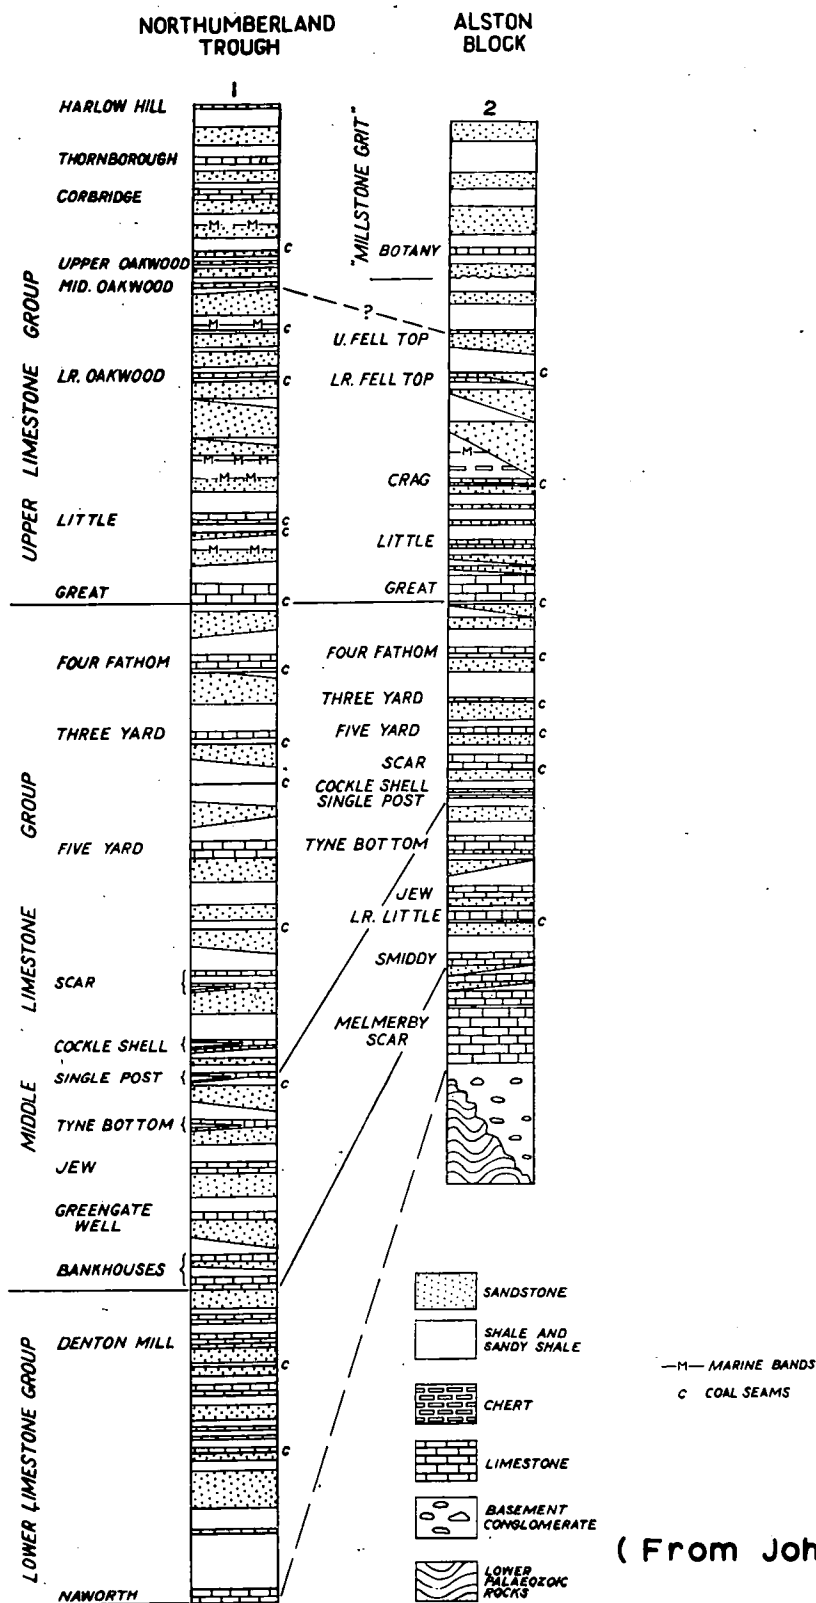 NORTHUMBERLAND
TROUGH
1
HARLOW HILL
THORNBOROUGH
CORBRIDGE
M M
C
UPPER OAKWOOD
MID. OAKWOOD
M M
C
LR. OAKWOOD
C
M M M
M M
LITTLE
C
C
M M
GREAT
C
FOUR FATHOM
C
THREE YARD
C
C
FIVE YARD
C
SCAR
COCKLE SHELL
SINGLE POST
C
TYNE BOTTOM
JEW
GREENGATE
WELL
BANKHOUSES
DENTON MILL
C
C
NAWORTH
UPPER LIMESTONE GROUP
MIDDLE LIMESTONE GROUP
LOWER LIMESTONE GROUP
ALSTON
BLOCK
2
"MILLSTONE GRIT"
BOTANY
?
U. FELL TOP
C
LR. FELL TOP
M
CRAG
C
LITTLE
GREAT
C
FOUR FATHOM
C
THREE YARD
C
FIVE YARD
C
SCAR
C
COCKLE SHELL
SINGLE POST
TYNE BOTTOM
JEW
LR. LITTLE
C
SMIDDY
MELMERBY
SCAR
SANDSTONE
SHALE AND
SANDY SHALE
CHERT
LIMESTONE
BASEMENT
CONGLOMERATE
LOWER
PALAEOZOIC
ROCKS
—M— MARINE BANDS
C COAL SEAMS
(From Joh